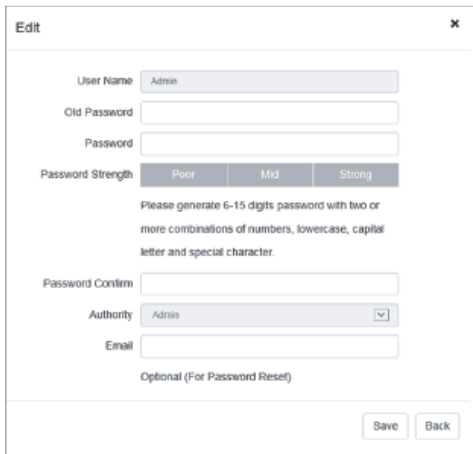 Edit ×
User Name Admin
Old Password
Password
Password Strength Poor Mid Strong
Please generate 6-15 digits password with two or
more combinations of numbers, lowercase, capital
letter and special character.
Password Confirm
Authority Admin
Email
Optional (For Password Reset)
Save Back